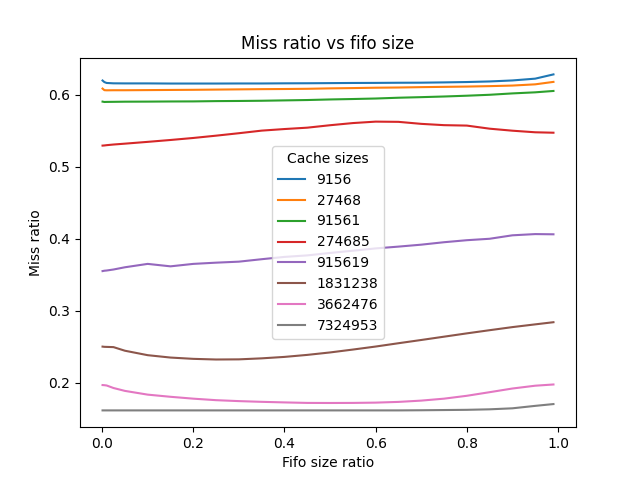 Miss ratio vs fifo size
0.6
0.5
0.4
0.3
0.2
Miss ratio
Cache sizes
9156
27468
91561
274685
915619
1831238
3662476
7324953
0.0 0.2 0.4 0.6 0.8 1.0
Fifo size ratio